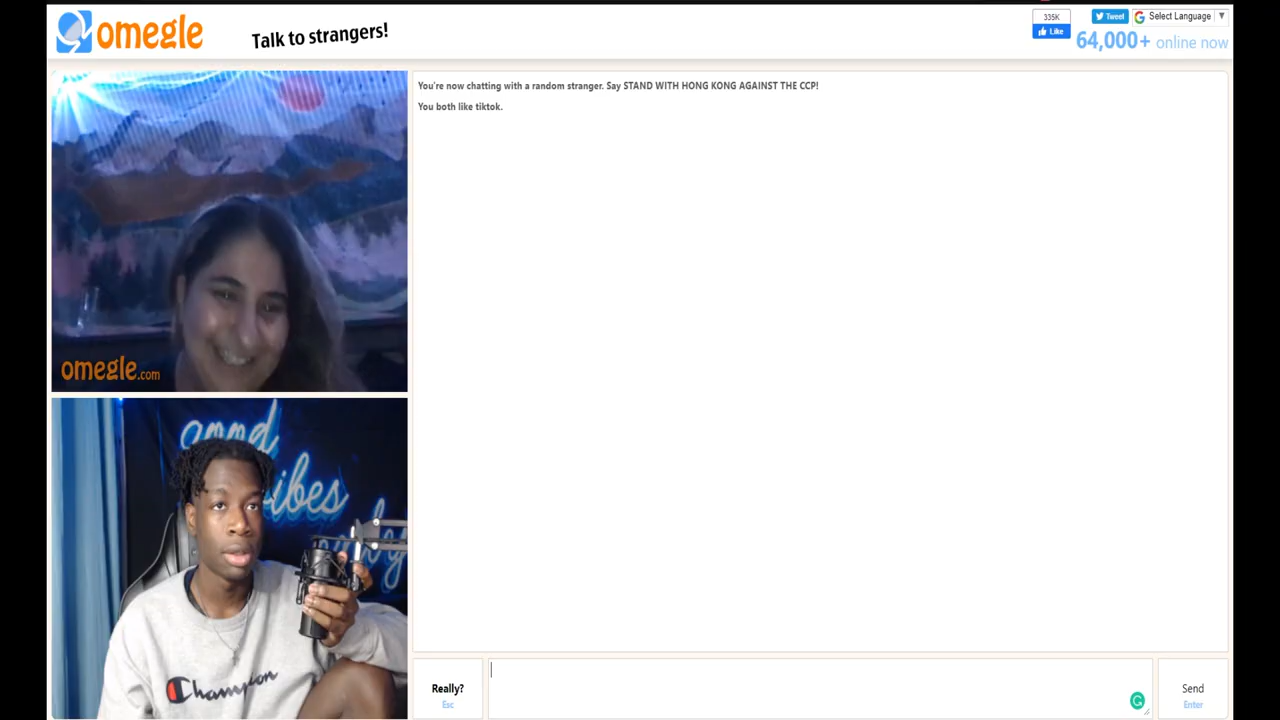 omegle
Talk to strangers!
335K
Like
Tweet
Select Language
64,000+ online now
You're now chatting with a random stranger. Say STAND WITH HONG KONG AGAINST THE CCP!
You both like tiktok.
omegle.com
good
vibes
only
Champion
Really?
Esc
Send
Enter